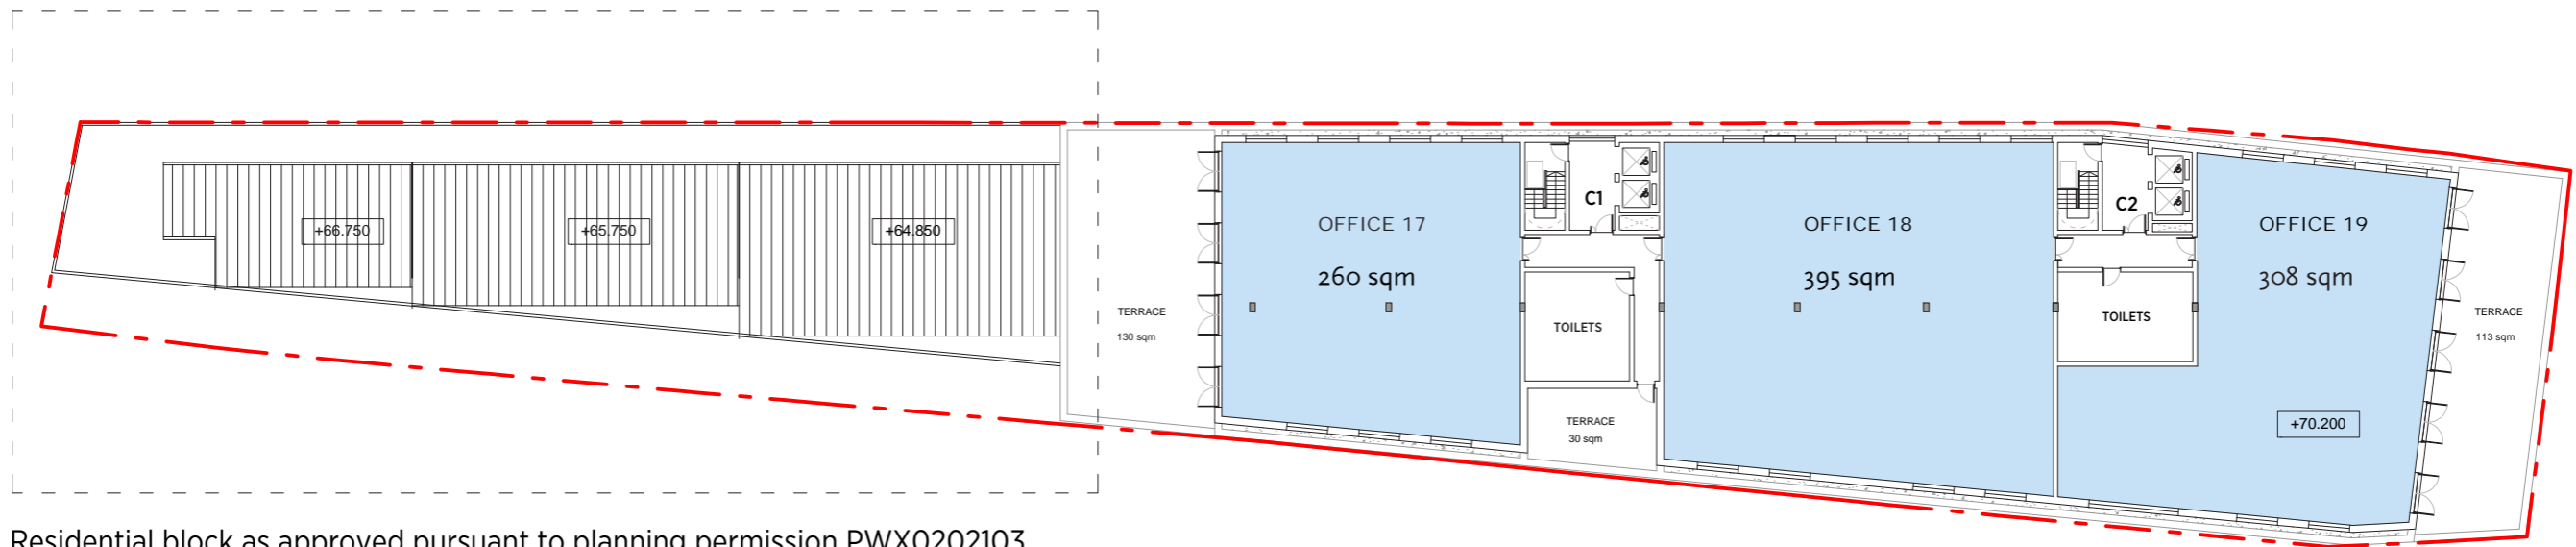 +66.750
+65.750
+64.850
TERRACE
130 sqm
OFFICE 17
260 sqm
C1
TOILETS
TERRACE
30 sqm
OFFICE 18
395 sqm
C2
TOILETS
OFFICE 19
308 sqm
+70.200
TERRACE
113 sqm
Residential block as approved pursuant to planning permission PWX0202103